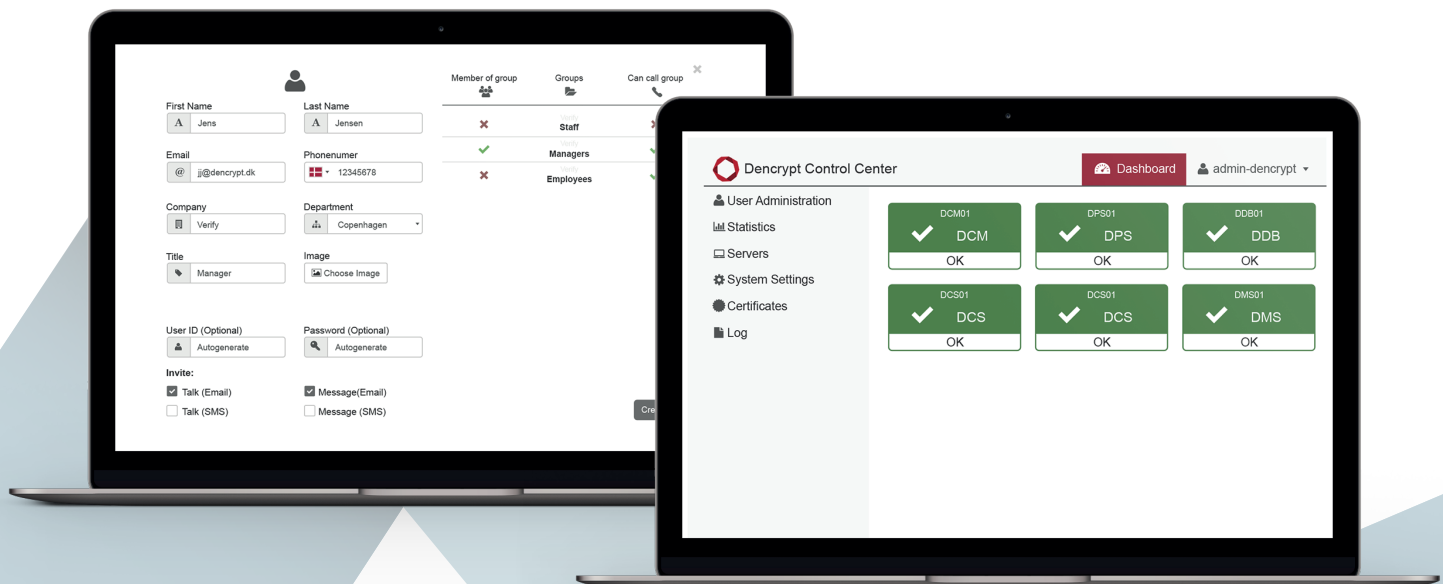 Member of group Groups Can call group
First Name Last Name
A Jens A Jensen
Staff
Email Phonenumer
@ jj@dencrypt.dk 12345678
Verify
Managers
Verify
Employees
Company Department
Verify Copenhagen
Title Image
Manager Choose Image
User ID (Optional) Password (Optional)
Autogenerate Autogenerate
Invite:
Talk (Email) Message(Email)
Talk (SMS) Message (SMS)
Dencrypt Control Center Dashboard admin-dencrypt
User Administration
Statistics
Servers
System Settings
Certificates
Log
DCM01 DPS01 DDB01
DCM DPS DDB
OK OK OK
DCS01 DCS01 DMS01
DCS DCS DMS
OK OK OK